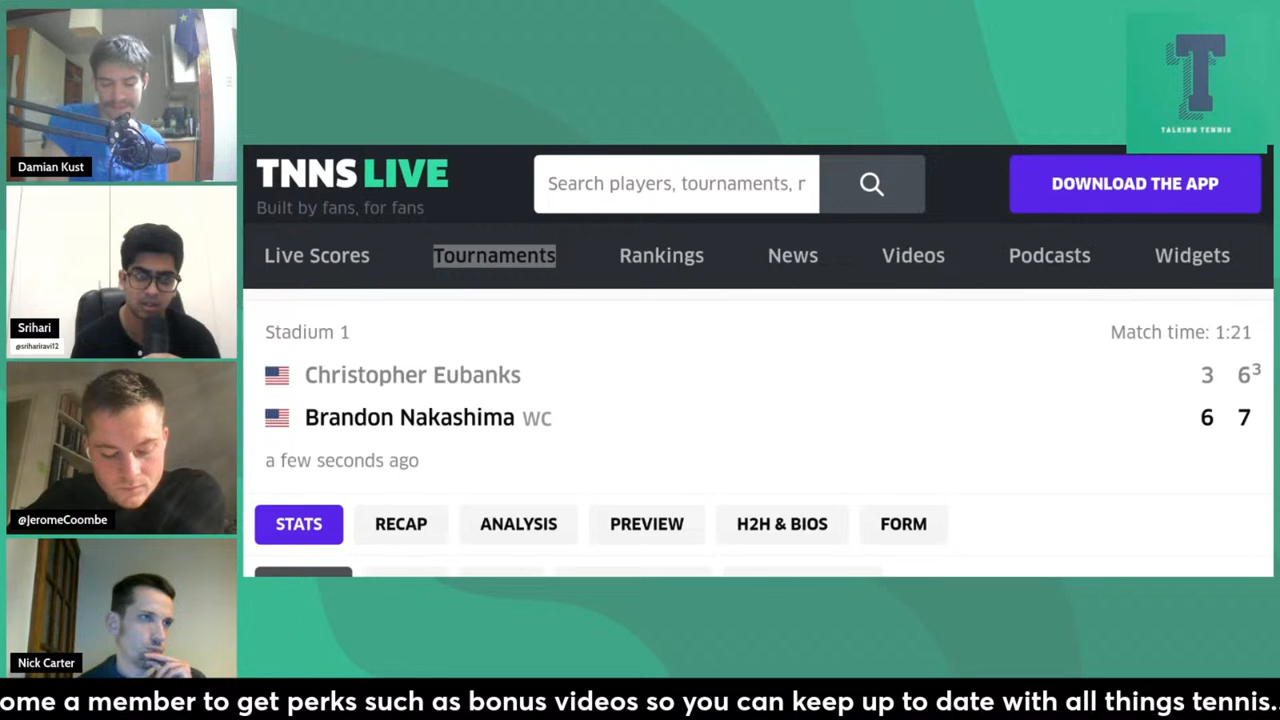 Damian Kust
Srihari
@srihariravi12
@JeromeCoombe
Nick Carter
T
TALKING TENNIS
TNNS LIVE
Built by fans, for fans
Search players, tournaments, r
DOWNLOAD THE APP
Live Scores Tournaments Rankings News Videos Podcasts Widgets
Stadium 1 Match time: 1:21
Christopher Eubanks 3 6³
Brandon Nakashima WC 6 7
a few seconds ago
STATS RECAP ANALYSIS PREVIEW H2H & BIOS FORM
ome a member to get perks such as bonus videos so you can keep up to date with all things tennis..